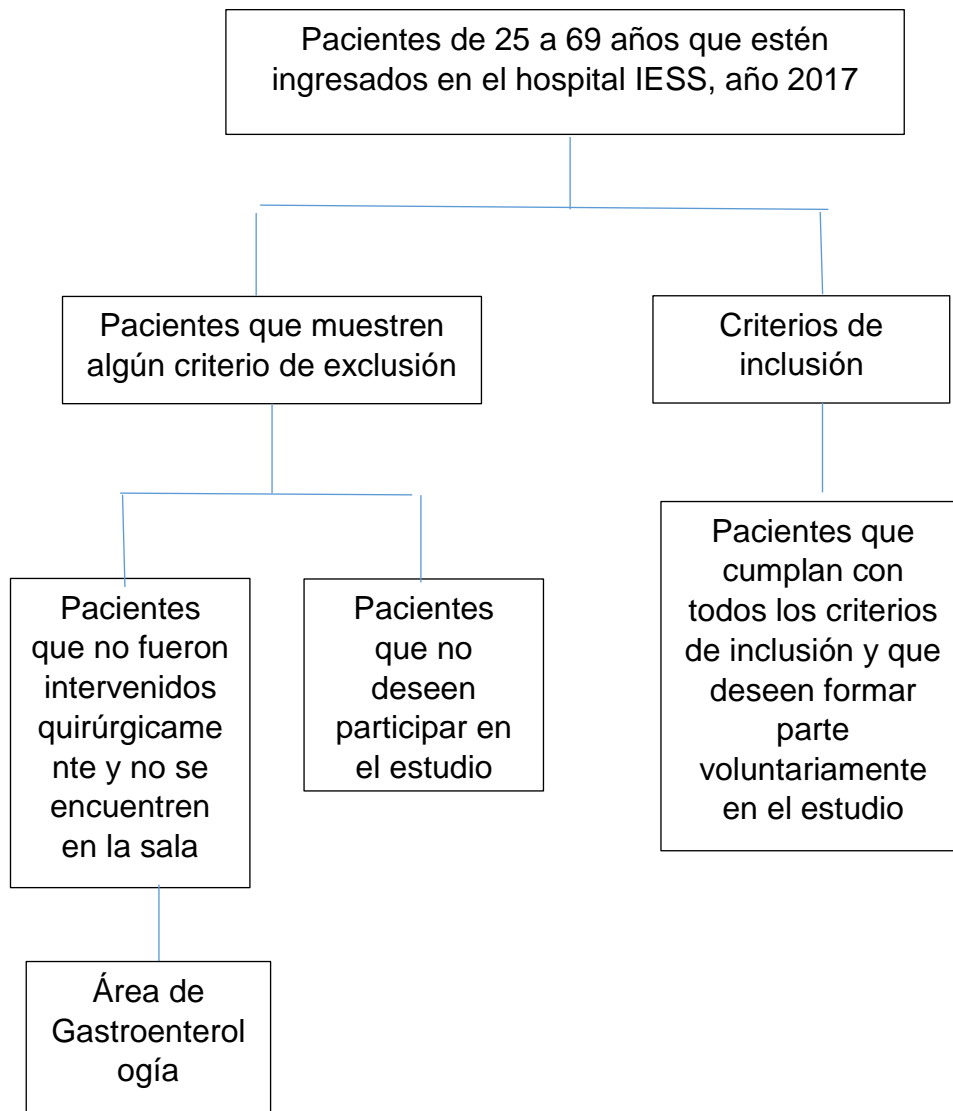 Pacientes de 25 a 69 años que estén
ingresados en el hospital IESS, año 2017
Pacientes que muestren
algún criterio de exclusión
Criterios de
inclusión
Pacientes
que no fueron
intervenidos
quirúrgicame
nte y no se
encuentren
en la sala
Pacientes
que no
deseen
participar en
el estudio
Pacientes que
cumplan con
todos los criterios
de inclusión y que
deseen formar
parte
voluntariamente
en el estudio
Área de
Gastroenterol
ogía